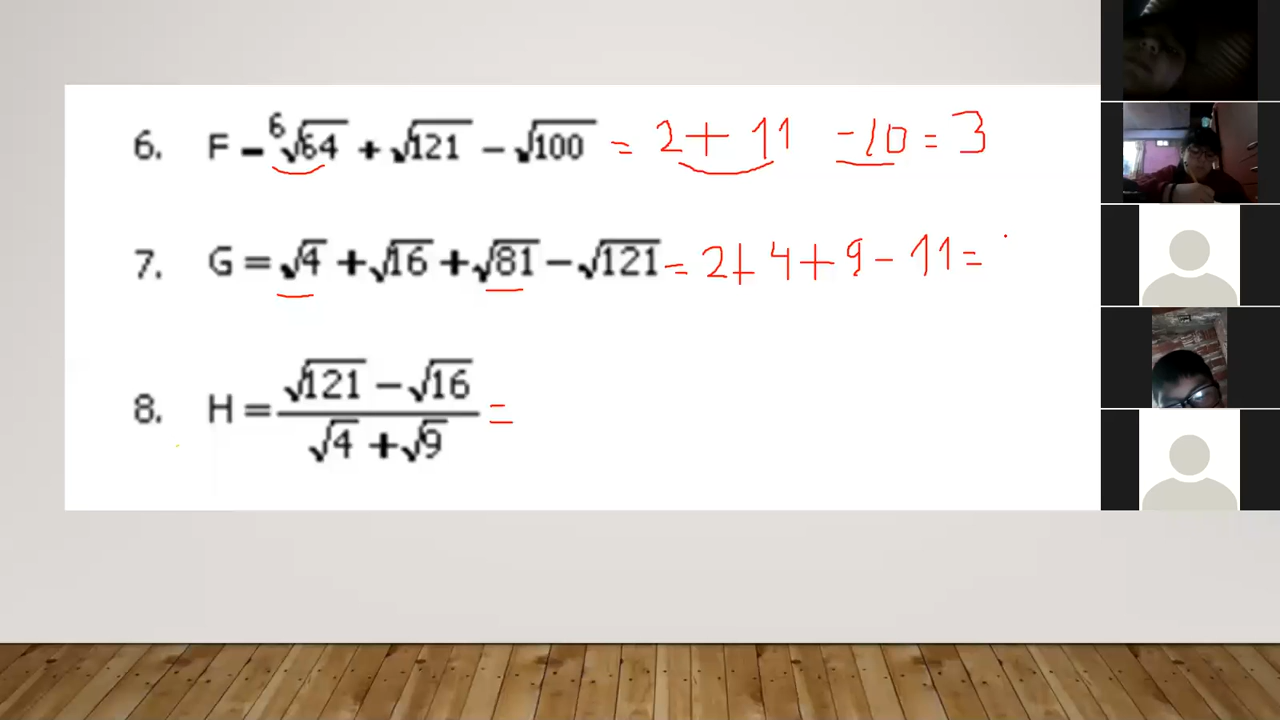 6. F - ⁶√64 + √121 - √100 = 2 + 11 - 10 = 3
7. G = √4 + √16 + √81 - √121 = 2 + 4 + 9 - 11 =
8. H = (√121 - √16) / (√4 + √9) =